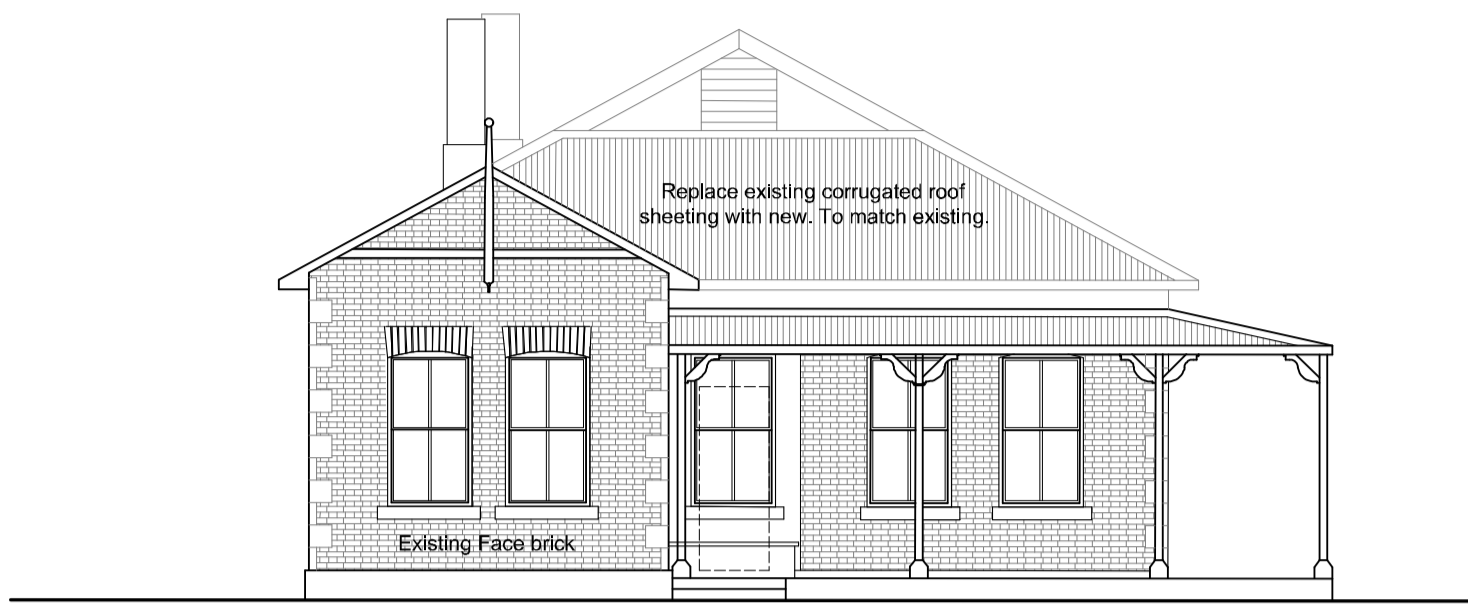 Replace existing corrugated roof
sheeting with new. To match existing.
Existing Face brick